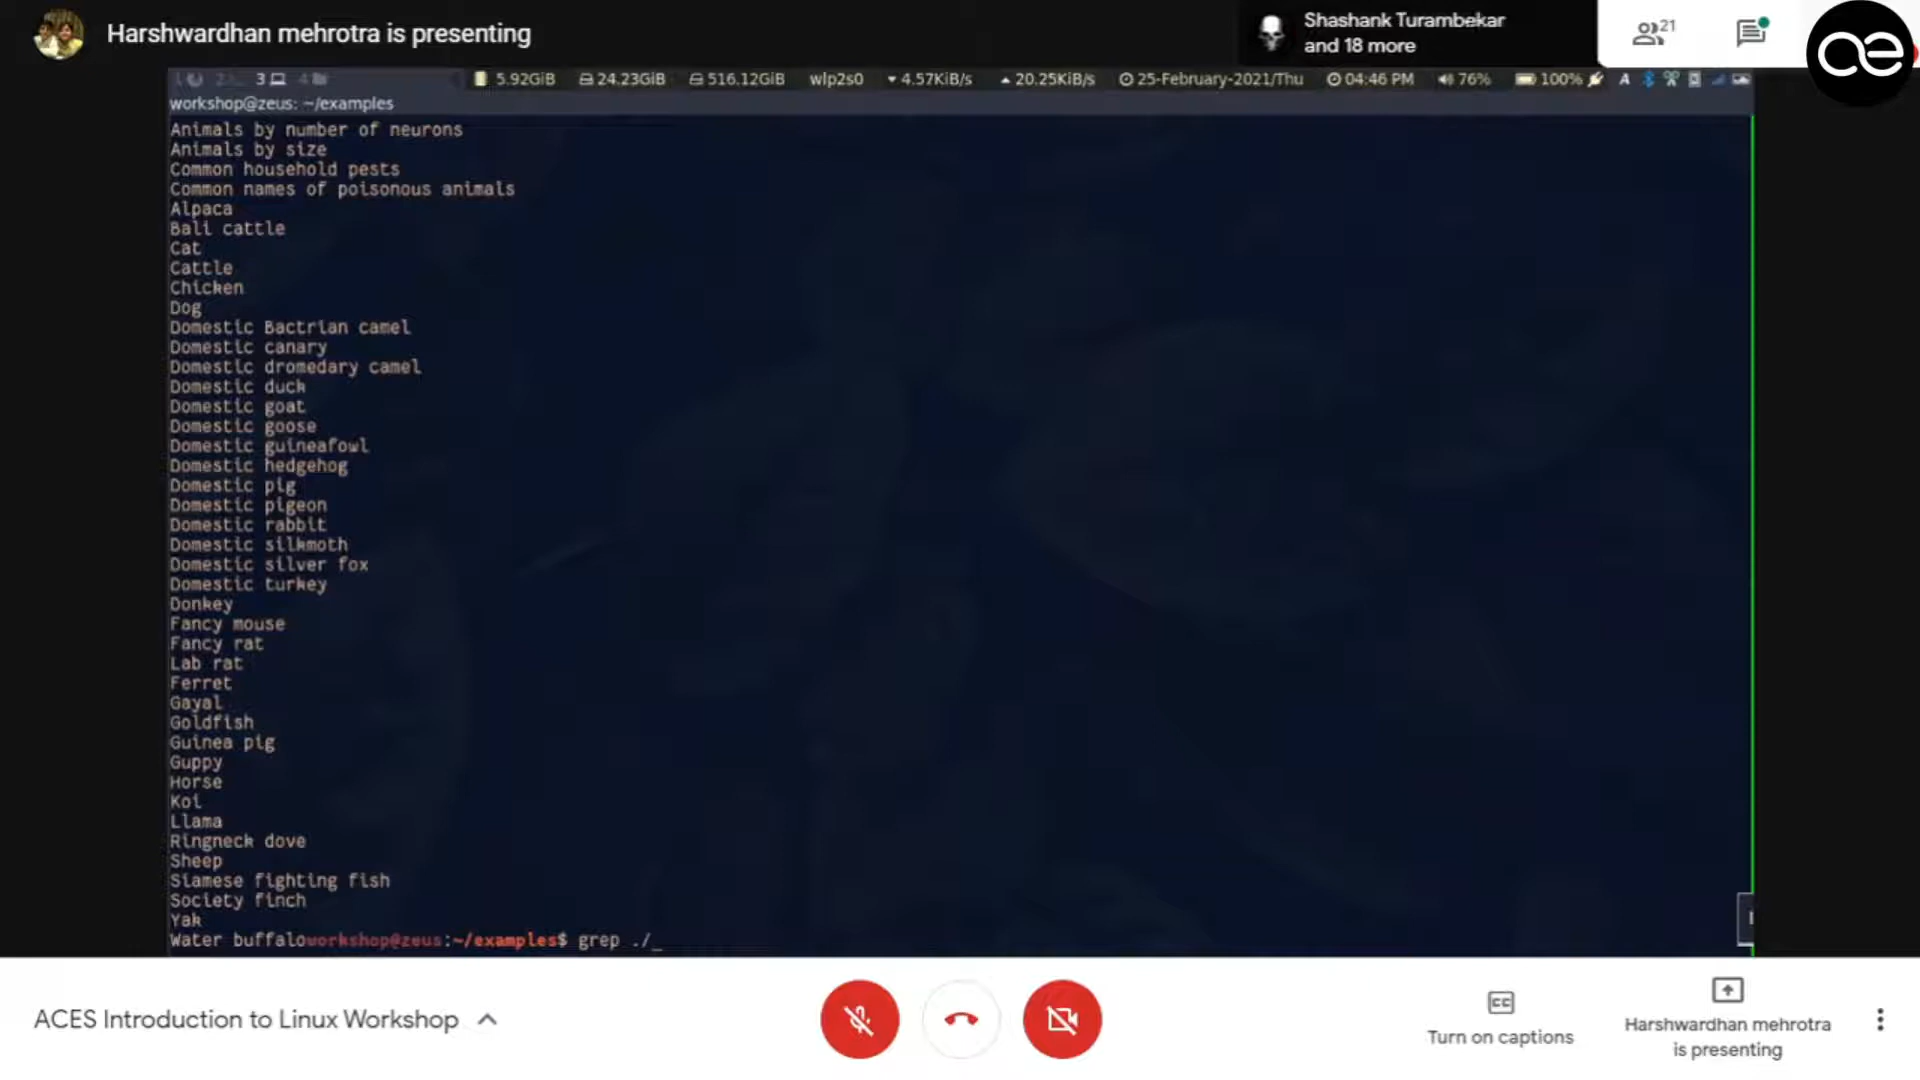 Harshwardhan mehrotra is presenting
Shashank Turambekar
and 18 more
21
3 4 5.92GiB 24.23GiB 516.12GiB wlp2s0 4.57KiB/s 20.25KiB/s 25-February-2021/Thu 04:46 PM 76% 100% A
workshop@zeus: ~/examples
Animals by number of neurons
Animals by size
Common household pests
Common names of poisonous animals
Alpaca
Bali cattle
Cat
Cattle
Chicken
Dog
Domestic Bactrian camel
Domestic canary
Domestic dromedary camel
Domestic duck
Domestic goat
Domestic goose
Domestic guineafowl
Domestic hedgehog
Domestic pig
Domestic pigeon
Domestic rabbit
Domestic silkmoth
Domestic silver fox
Domestic turkey
Donkey
Fancy mouse
Fancy rat
Lab rat
Ferret
Gayal
Goldfish
Guinea pig
Guppy
Horse
Koi
Llama
Ringneck dove
Sheep
Siamese fighting fish
Society finch
Yak
Water buffaloworkshop@zeus:~/examples$ grep ./_
ACES Introduction to Linux Workshop
CC
Turn on captions
Harshwardhan mehrotra
is presenting